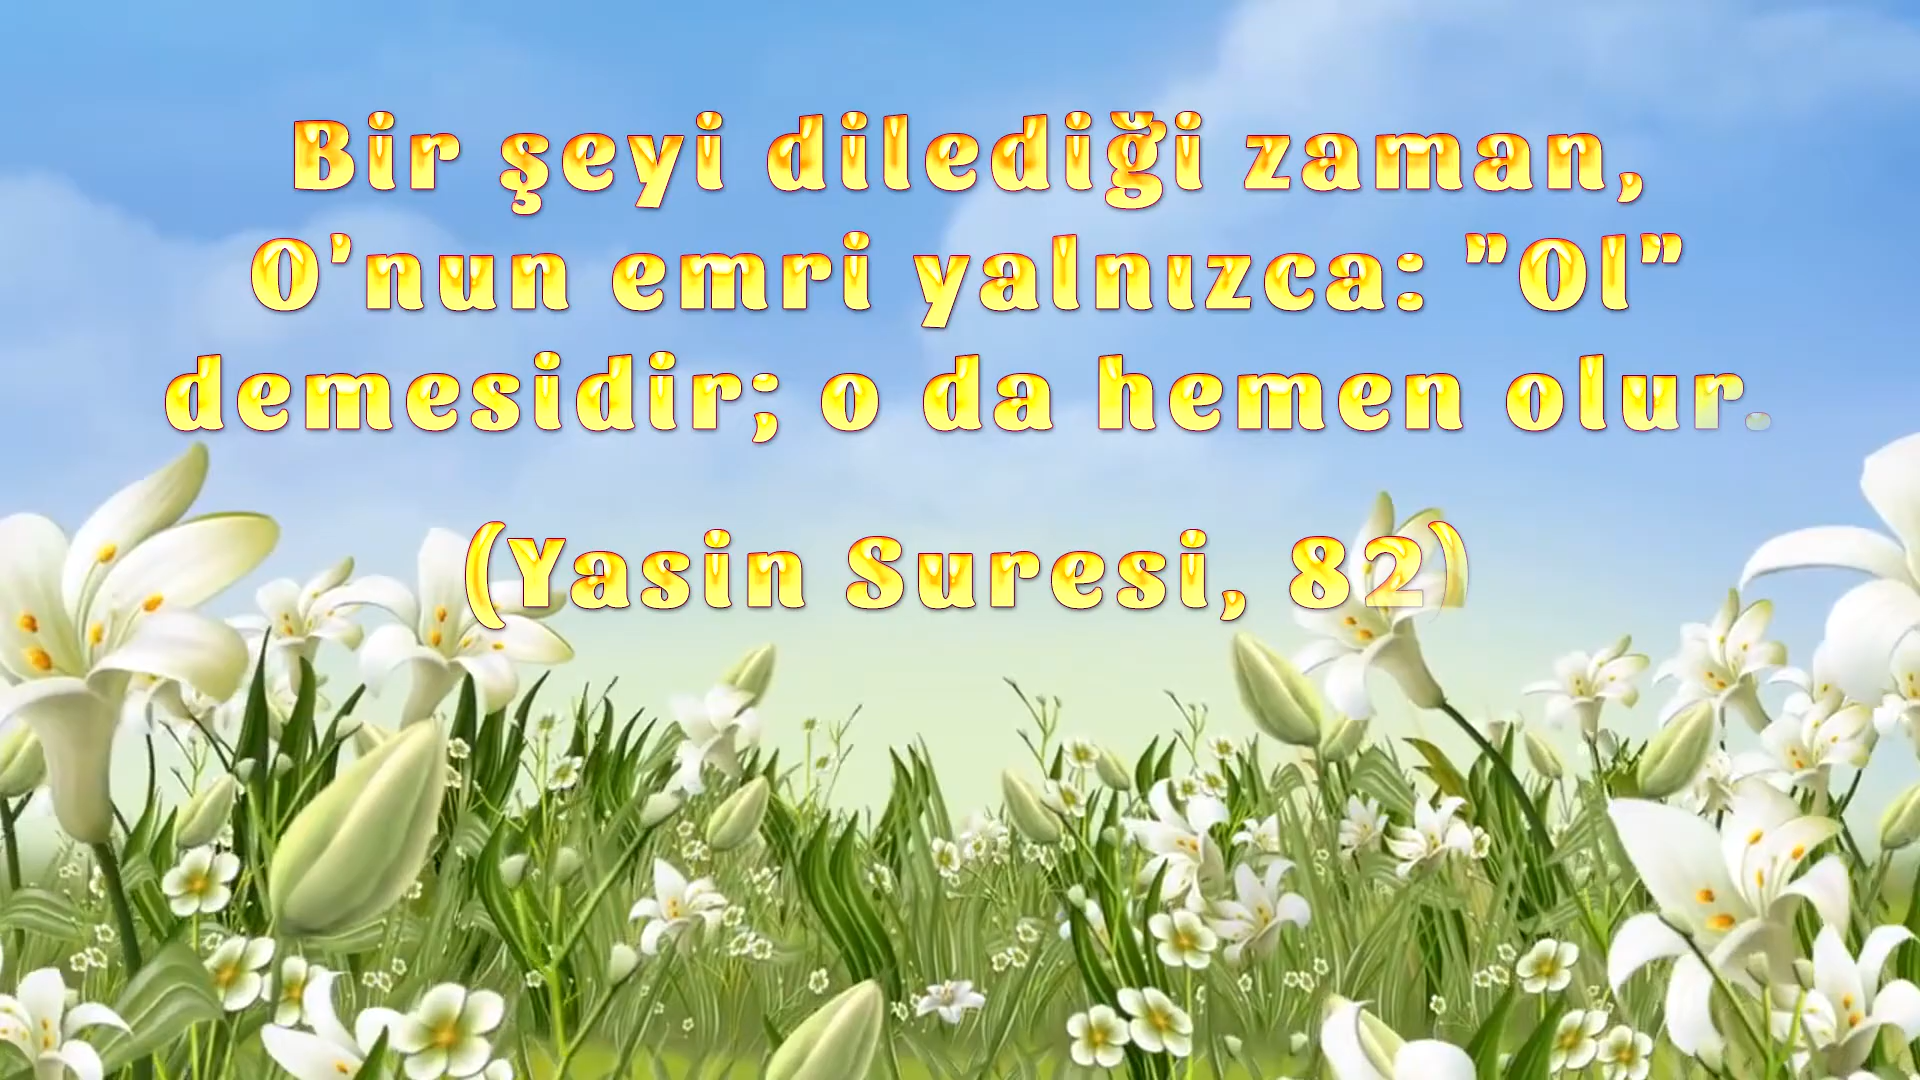 Bir şeyi dilediği zaman,
O'nun emri yalnızca: "Ol"
demesidir; o da hemen olur.
(Yasin Suresi, 82)